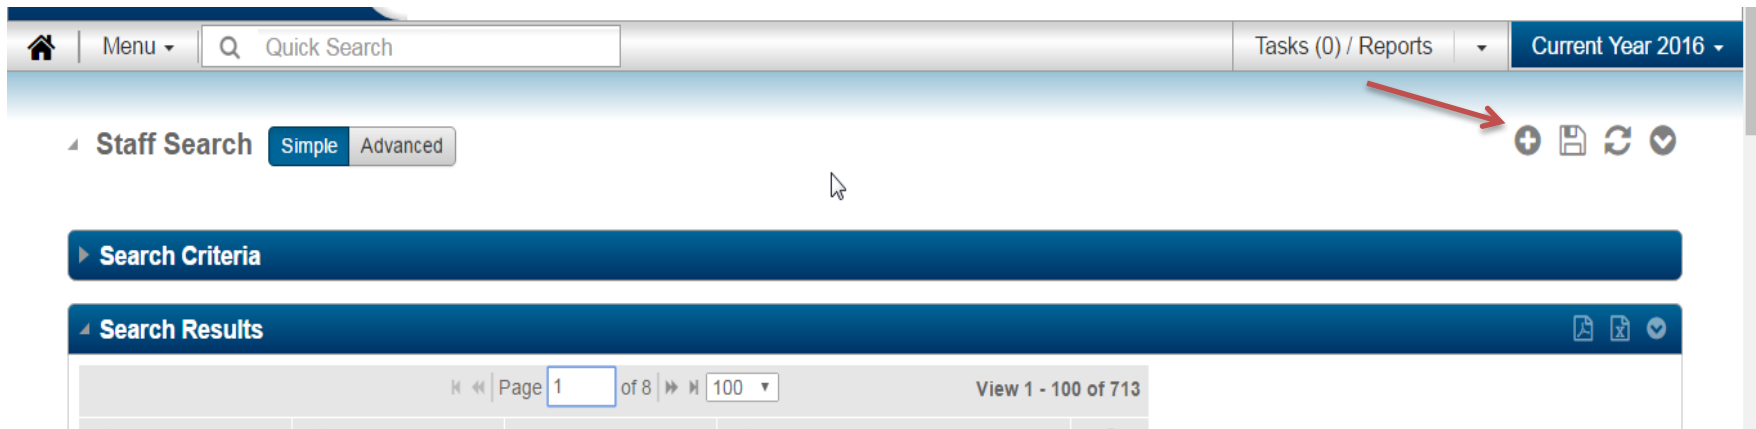 Menu Quick Search Tasks (0) / Reports Current Year 2016
Staff Search Simple Advanced
Search Criteria
Search Results
Page 1 of 8 100 View 1 - 100 of 713